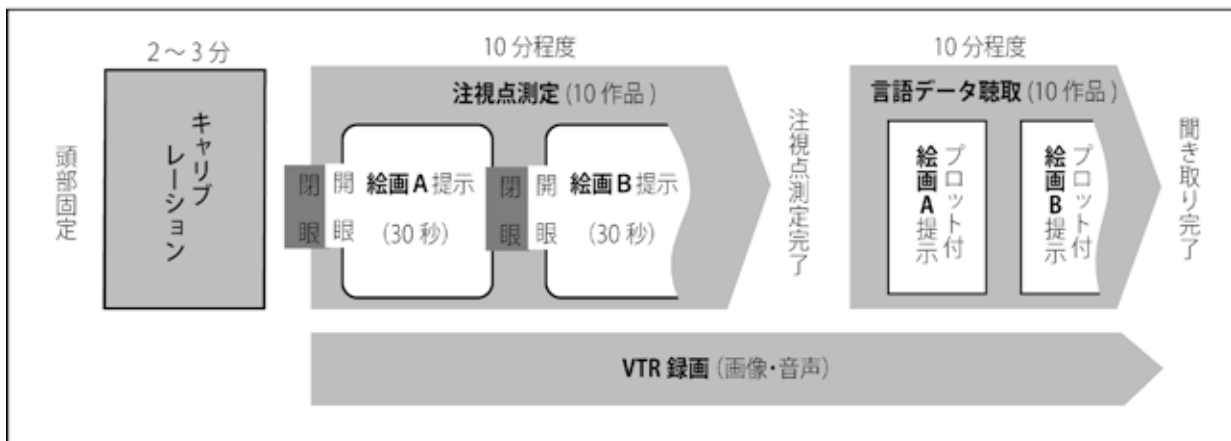 頭部固定
2～3分
キャリブ
レーション
10分程度
注視点測定(10作品)
閉眼
開眼
絵画A提示
(30秒)
閉眼
開眼
絵画B提示
(30秒)
注視点測定完了
10分程度
言語データ聴取(10作品)
プロット付
絵画A提示
プロット付
絵画B提示
聞き取り完了
VTR録画(画像・音声)